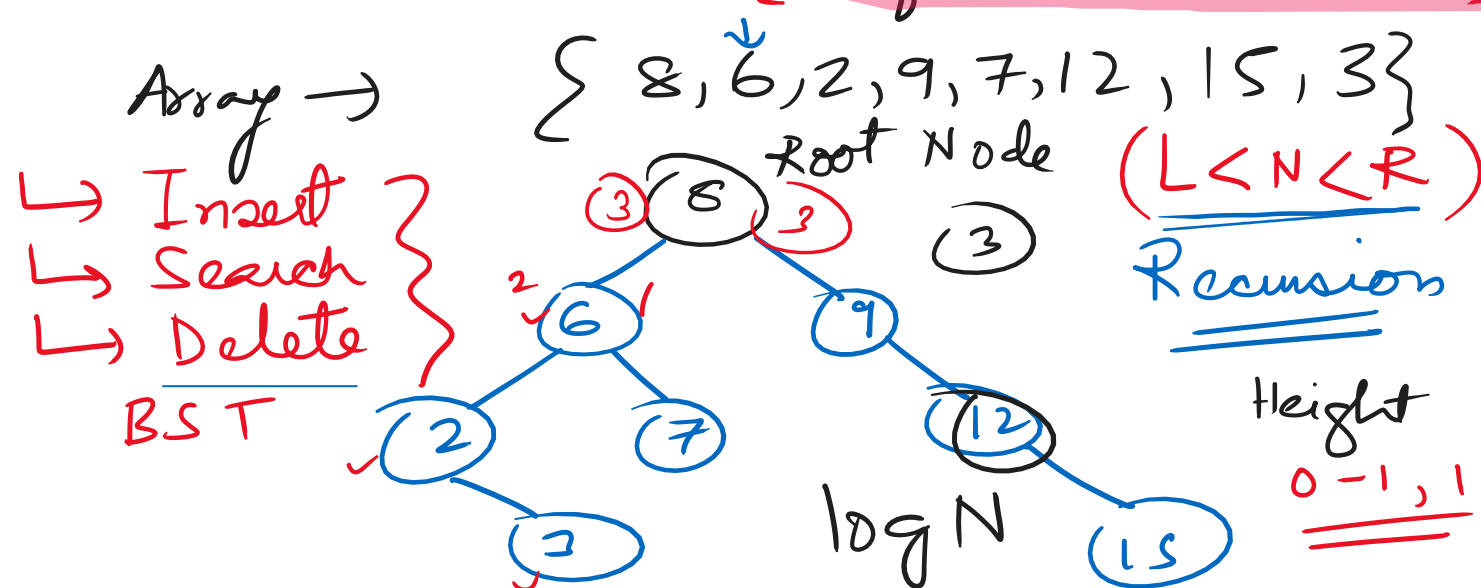 Array → { 8, 6, 2, 9, 7, 12, 15, 3}
Root Node
(L < N < R)
↳ Insert
↳ Search
↳ Delete
BST
3 8 3
3
Recursion
2 6 1
9
2
7
12
Height
0 -1, 1
log N
3
15